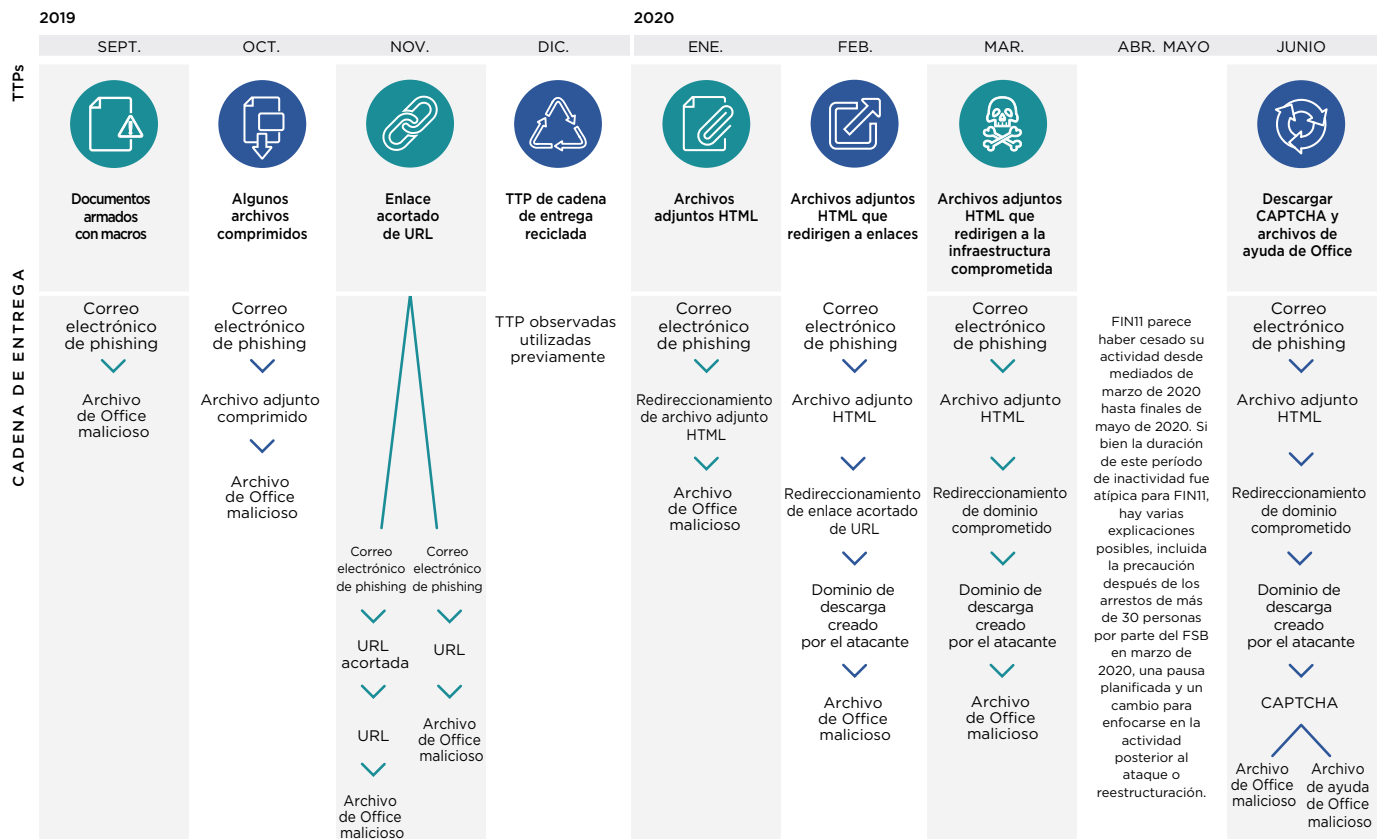 2019
2020
SEPT.
OCT.
NOV.
DIC.
ENE.
FEB.
MAR.
ABR. MAYO
JUNIO
TTPs
Documentos
armados
con macros
Algunos
archivos
comprimidos
Enlace
acortado
de URL
TTP de cadena
de entrega
reciclada
Archivos
adjuntos HTML
Archivos adjuntos
HTML que
redirigen a enlaces
Archivos adjuntos
HTML que
redirigen a la
infraestructura
comprometida
Descargar
CAPTCHA y
archivos de
ayuda de Office
CADENA DE ENTREGA
Correo
electrónico
de phishing
Archivo
de Office
malicioso
Correo
electrónico
de phishing
Archivo adjunto
comprimido
Archivo
de Office
malicioso
Correo
electrónico
de phishing
URL
acortada
URL
Archivo
de Office
malicioso
Correo
electrónico
de phishing
URL
Archivo
de Office
malicioso
TTP observadas
utilizadas
previamente
Correo
electrónico
de phishing
Redireccionamiento
de archivo adjunto
HTML
Archivo
de Office
malicioso
Correo
electrónico
de phishing
Archivo adjunto
HTML
Redireccionamiento
de enlace acortado
de URL
Dominio de
descarga
creado
por el atacante
Archivo
de Office
malicioso
Correo
electrónico
de phishing
Archivo adjunto
HTML
Redireccionamiento
de dominio
comprometido
Dominio de
descarga
creado
por el atacante
Archivo
de Office
malicioso
FIN11 parece
haber cesado su
actividad desde
mediados de
marzo de 2020
hasta finales de
mayo de 2020. Si
bien la duración
de este período
de inactividad fue
atípica para FIN11,
hay varias
explicaciones
posibles, incluida
la precaución
después de los
arrestos de más
de 30 personas
por parte del FSB
en marzo de
2020, una pausa
planificada y un
cambio para
enfocarse en la
actividad
posterior al
ataque o
reestructuración.
Correo
electrónico
de phishing
Archivo adjunto
HTML
Redireccionamiento
de dominio
comprometido
Dominio de
descarga
creado
por el atacante
CAPTCHA
Archivo
de Office
malicioso
Archivo
de ayuda
de Office
malicioso